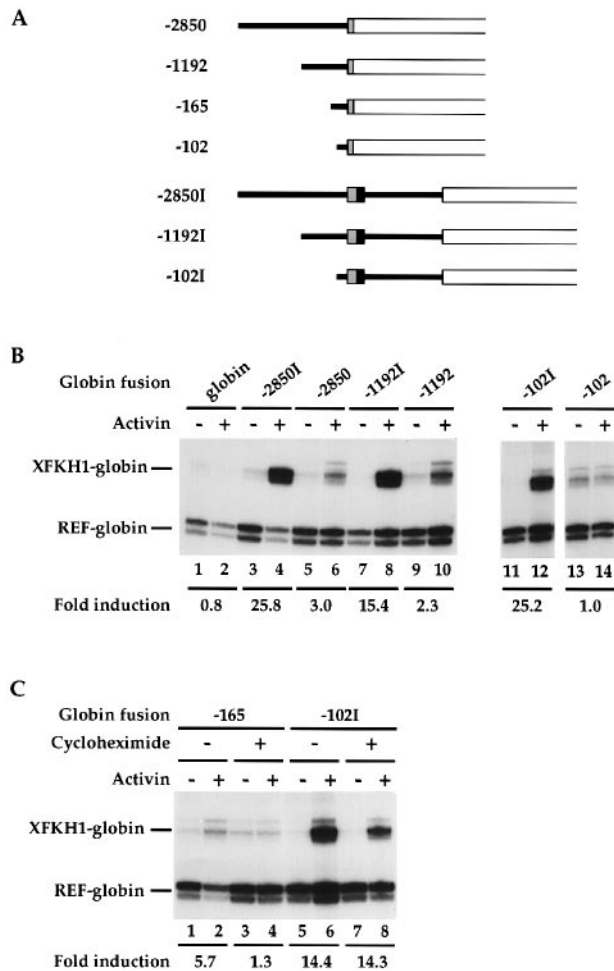 A
-2850
-1192
-165
-102
-2850I
-1192I
-102I
B
Globin fusion globin -2850I -2850 -1192I -1192 -102I -102
Activin - + - + - + - + - + - + - +
XFKH1-globin
REF-globin
1 2 3 4 5 6 7 8 9 10 11 12 13 14
Fold induction 0.8 25.8 3.0 15.4 2.3 25.2 1.0
C
Globin fusion -165 -102I
Cycloheximide - + - +
Activin - + - + - + - +
XFKH1-globin
REF-globin
1 2 3 4 5 6 7 8
Fold induction 5.7 1.3 14.4 14.3